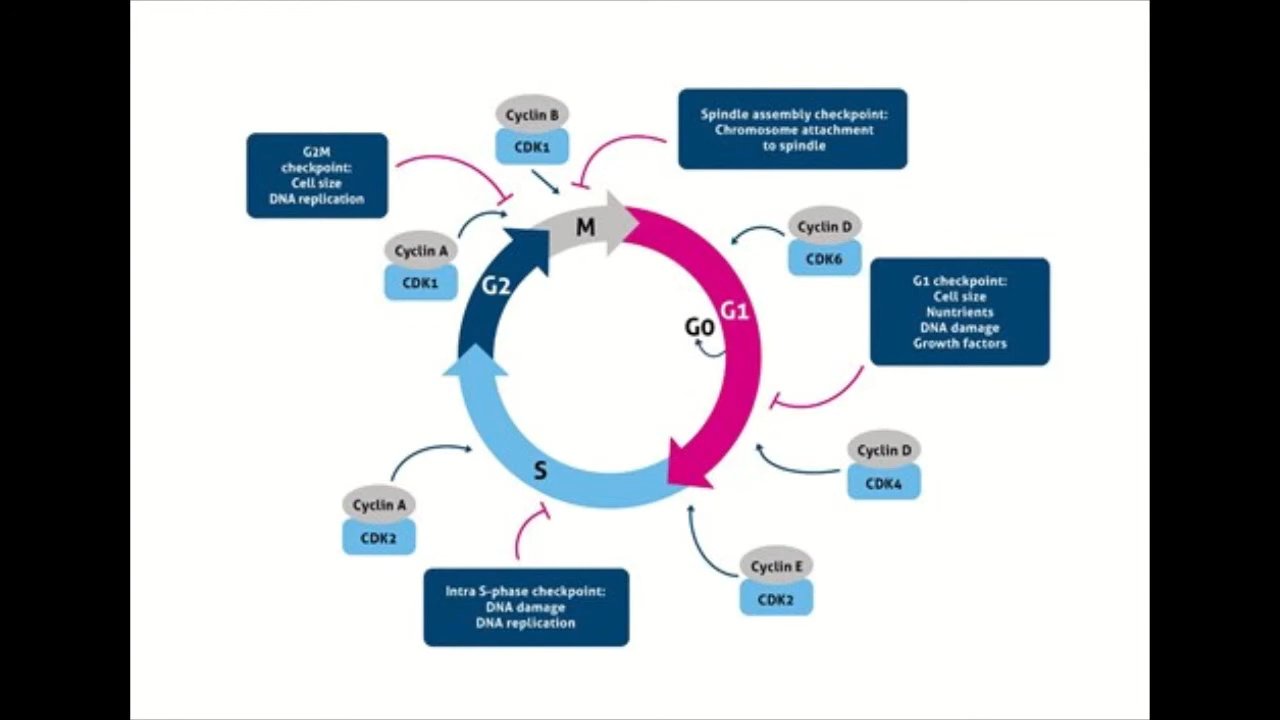 Cyclin B
CDK1
Spindle assembly checkpoint:
Chromosome attachment
to spindle
G2M
checkpoint:
Cell size
DNA replication
Cyclin A
CDK1
M
Cyclin D
CDK6
G2
G1
G0
G1 checkpoint:
Cell size
Nuntrients
DNA damage
Growth factors
S
Cyclin D
CDK4
Cyclin A
CDK2
Cyclin E
CDK2
Intra S-phase checkpoint:
DNA damage
DNA replication